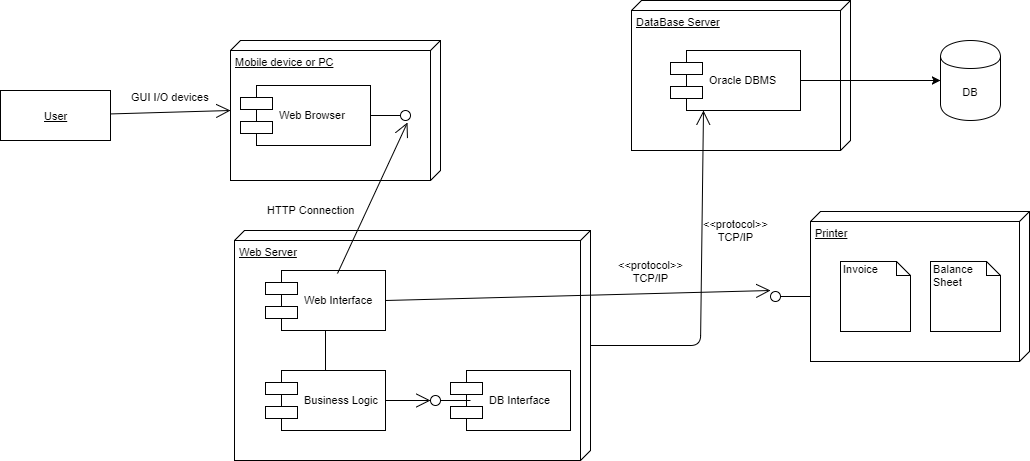 DataBase Server
Oracle DBMS
DB
Mobile device or PC
Web Browser
GUI I/O devices
User
HTTP Connection
<<protocol>>
TCP/IP
<<protocol>>
TCP/IP
Printer
Invoice
Balance
Sheet
Web Server
Web Interface
Business Logic
DB Interface